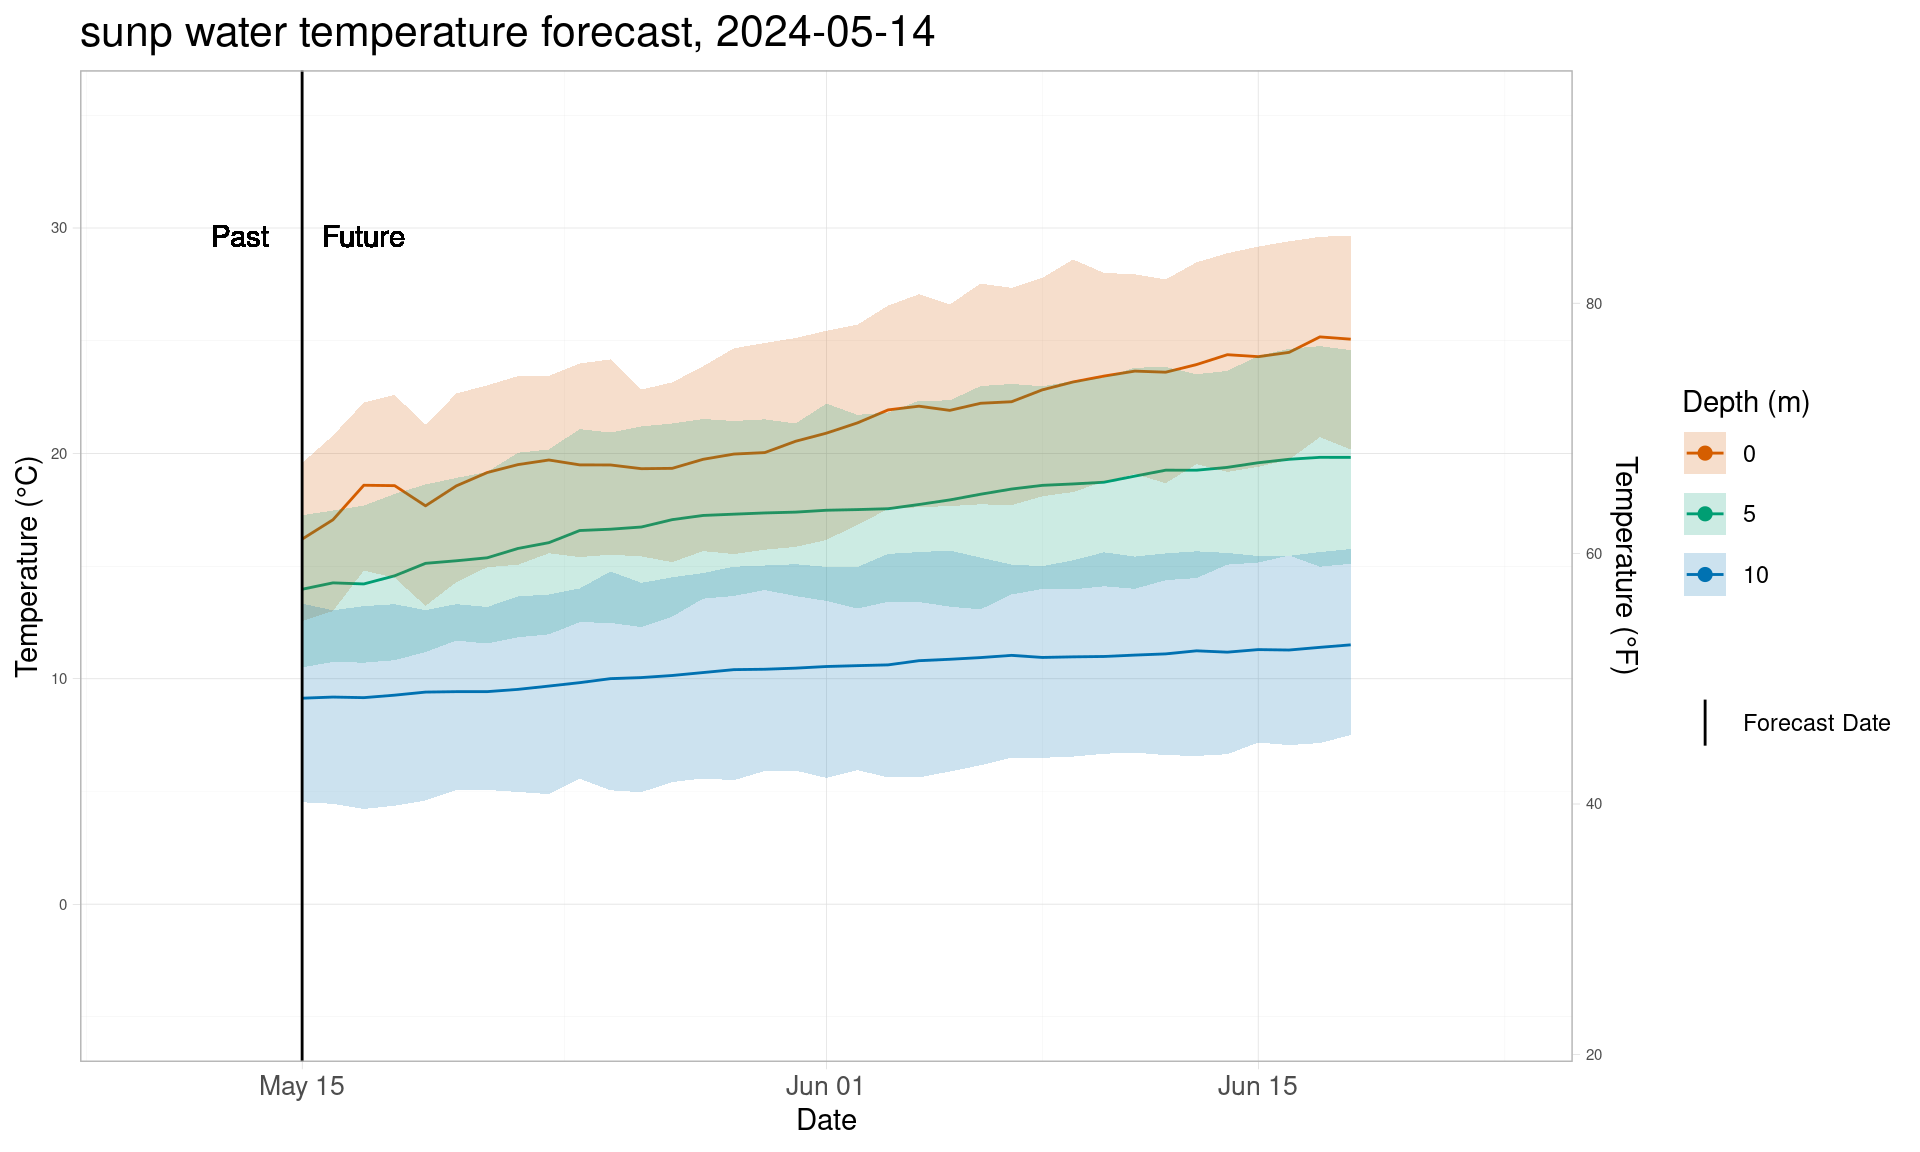 sunp water temperature forecast, 2024-05-14
Past
Future
30
20
10
0
Temperature (°C)
80
60
40
20
Temperature (°F)
May 15
Jun 01
Jun 15
Date
Depth (m)
0
5
10
Forecast Date